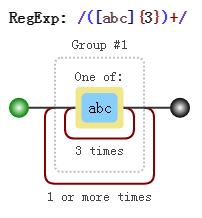 RegExp: /([abc]{3})+/
Group #1
One of:
abc
3 times
1 or more times